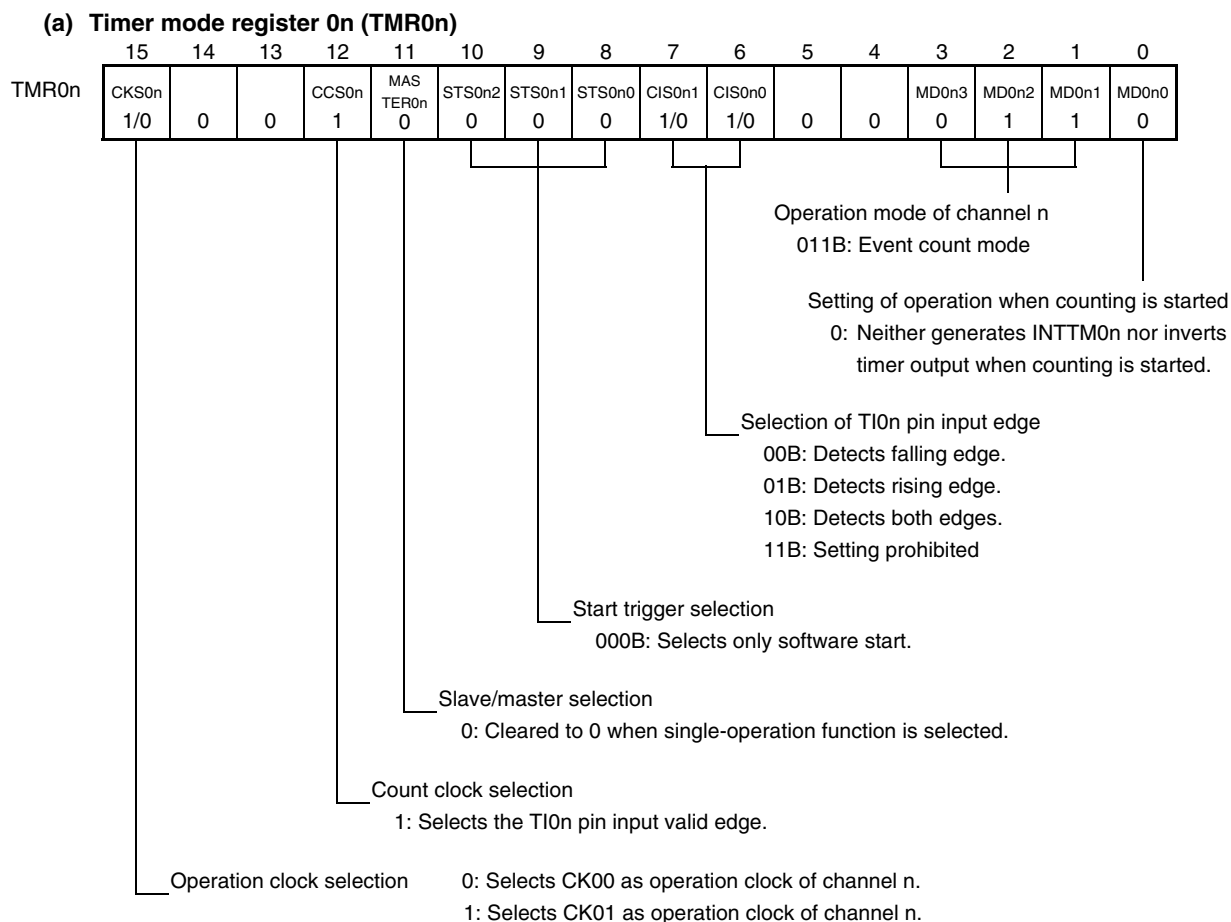 (a) Timer mode register 0n (TMR0n)
15 14 13 12 11 10 9 8 7 6 5 4 3 2 1 0
TMR0n CKS0n CCS0n MAS TER0n STS0n2 STS0n1 STS0n0 CIS0n1 CIS0n0 MD0n3 MD0n2 MD0n1 MD0n0
1/0 0 0 1 0 0 0 0 1/0 1/0 0 0 0 1 1 0
Operation mode of channel n
011B: Event count mode
Setting of operation when counting is started
0: Neither generates INTTM0n nor inverts
timer output when counting is started.
Selection of TI0n pin input edge
00B: Detects falling edge.
01B: Detects rising edge.
10B: Detects both edges.
11B: Setting prohibited
Start trigger selection
000B: Selects only software start.
Slave/master selection
0: Cleared to 0 when single-operation function is selected.
Count clock selection
1: Selects the TI0n pin input valid edge.
Operation clock selection 0: Selects CK00 as operation clock of channel n.
1: Selects CK01 as operation clock of channel n.